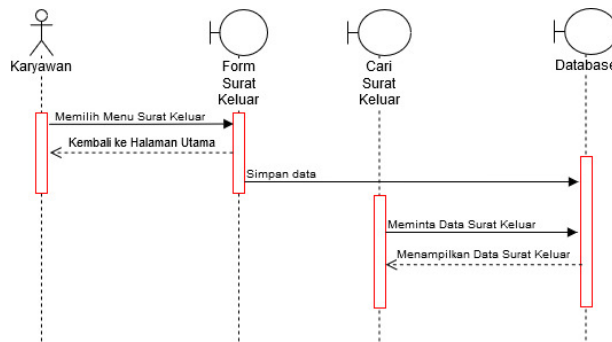 Karyawan
Form
Surat
Keluar
Cari
Surat
Keluar
Database
Memilih Menu Surat Keluar
Kembali ke Halaman Utama
Simpan data
Meminta Data Surat Keluar
Menampilkan Data Surat Keluar